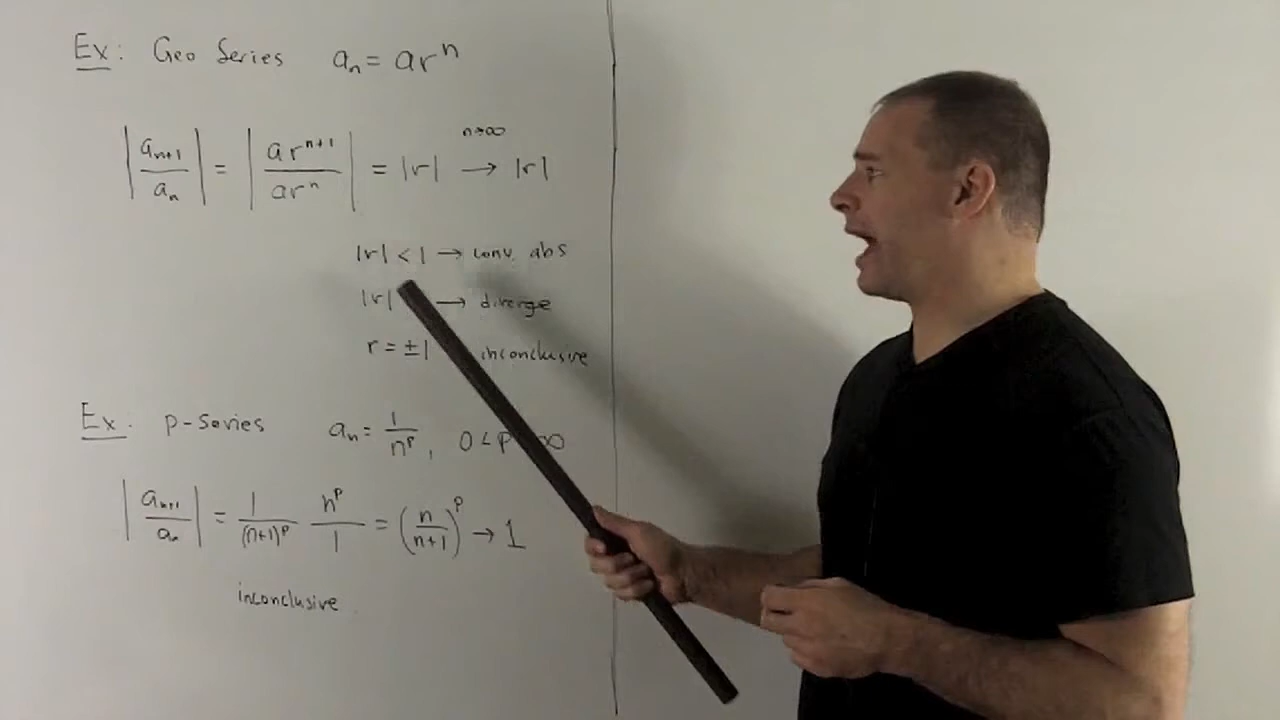 Ex: Geo Series aₙ = arⁿ
|aₙ₊₁/aₙ| = |arⁿ⁺¹/arⁿ| = |r| n→∞ → |r|
|r| < 1 → conv. abs
|r| → diverge
r = ±1 inconclusive
Ex. p-series aₙ = 1/nᵖ, 0 < p ∞
|aₙ₊₁/aₙ| = 1/(n+1)ᵖ nᵖ/1 = (n/n+1)ᵖ → 1
inconclusive